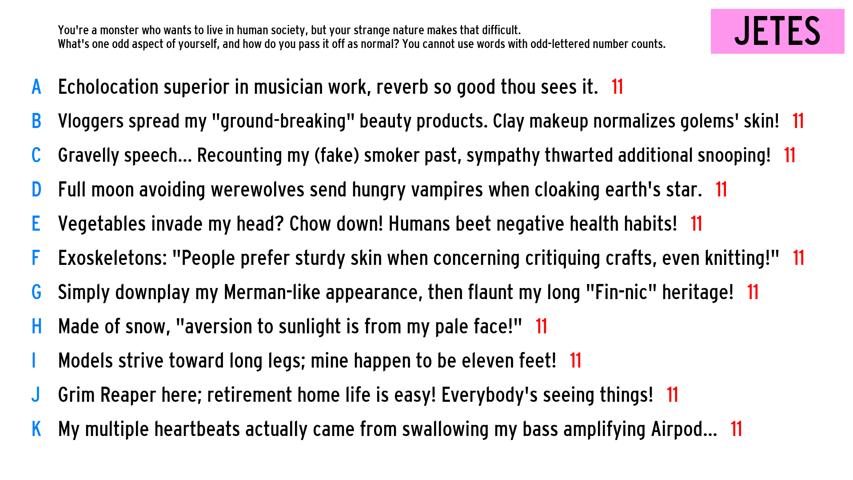 You're a monster who wants to live in human society, but your strange nature makes that difficult.
What's one odd aspect of yourself, and how do you pass it off as normal? You cannot use words with odd-lettered number counts.
JETES
A Echolocation superior in musician work, reverb so good thou sees it. 11
B Vloggers spread my "ground-breaking" beauty products. Clay makeup normalizes golems' skin! 11
C Gravelly speech... Recounting my (fake) smoker past, sympathy thwarted additional snooping! 11
D Full moon avoiding werewolves send hungry vampires when cloaking earth's star. 11
E Vegetables invade my head? Chow down! Humans beet negative health habits! 11
F Exoskeletons: "People prefer sturdy skin when concerning critiquing crafts, even knitting!" 11
G Simply downplay my Merman-like appearance, then flaunt my long "Fin-nic" heritage! 11
H Made of snow, "aversion to sunlight is from my pale face!" 11
I Models strive toward long legs; mine happen to be eleven feet! 11
J Grim Reaper here; retirement home life is easy! Everybody's seeing things! 11
K My multiple heartbeats actually came from swallowing my bass amplifying Airpod... 11